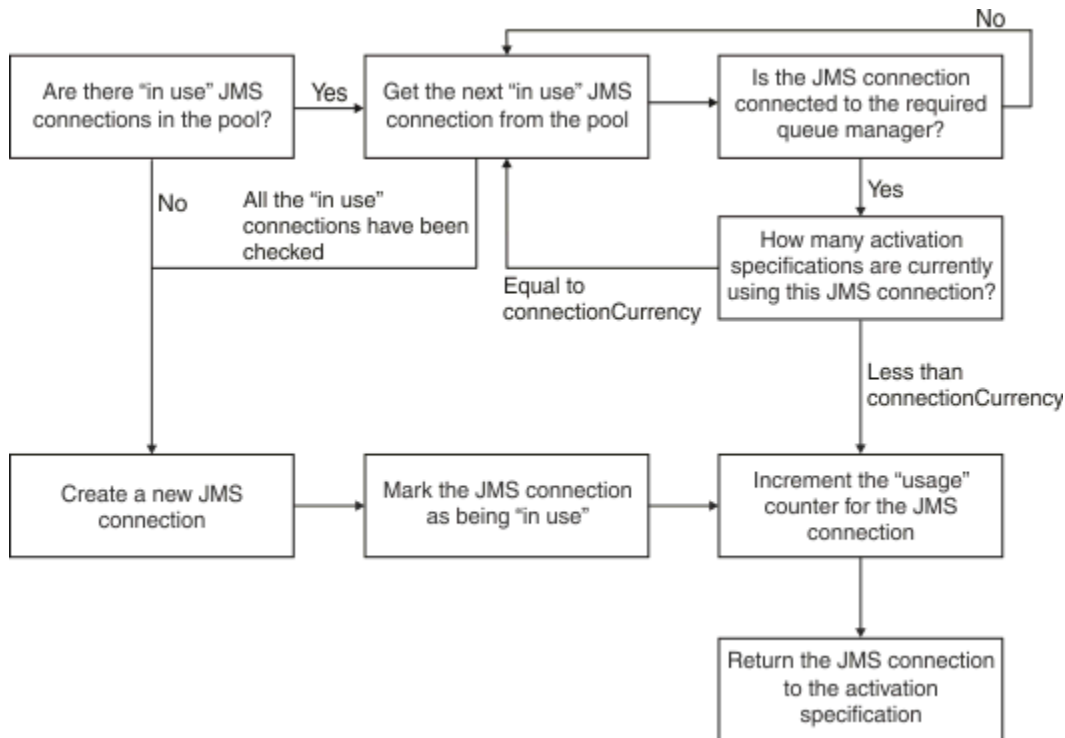 No
Are there “in use” JMS
connections in the pool?
Yes
Get the next “in use” JMS
connection from the pool
Is the JMS connection
connected to the required
queue manager?
No
All the “in use”
connections have been
checked
Yes
How many activation
specifications are currently
using this JMS connection?
Equal to
connectionCurrency
Less than
connectionCurrency
Create a new JMS
connection
Mark the JMS connection
as being “in use”
Increment the “usage”
counter for the JMS
connection
Return the JMS connection
to the activation
specification